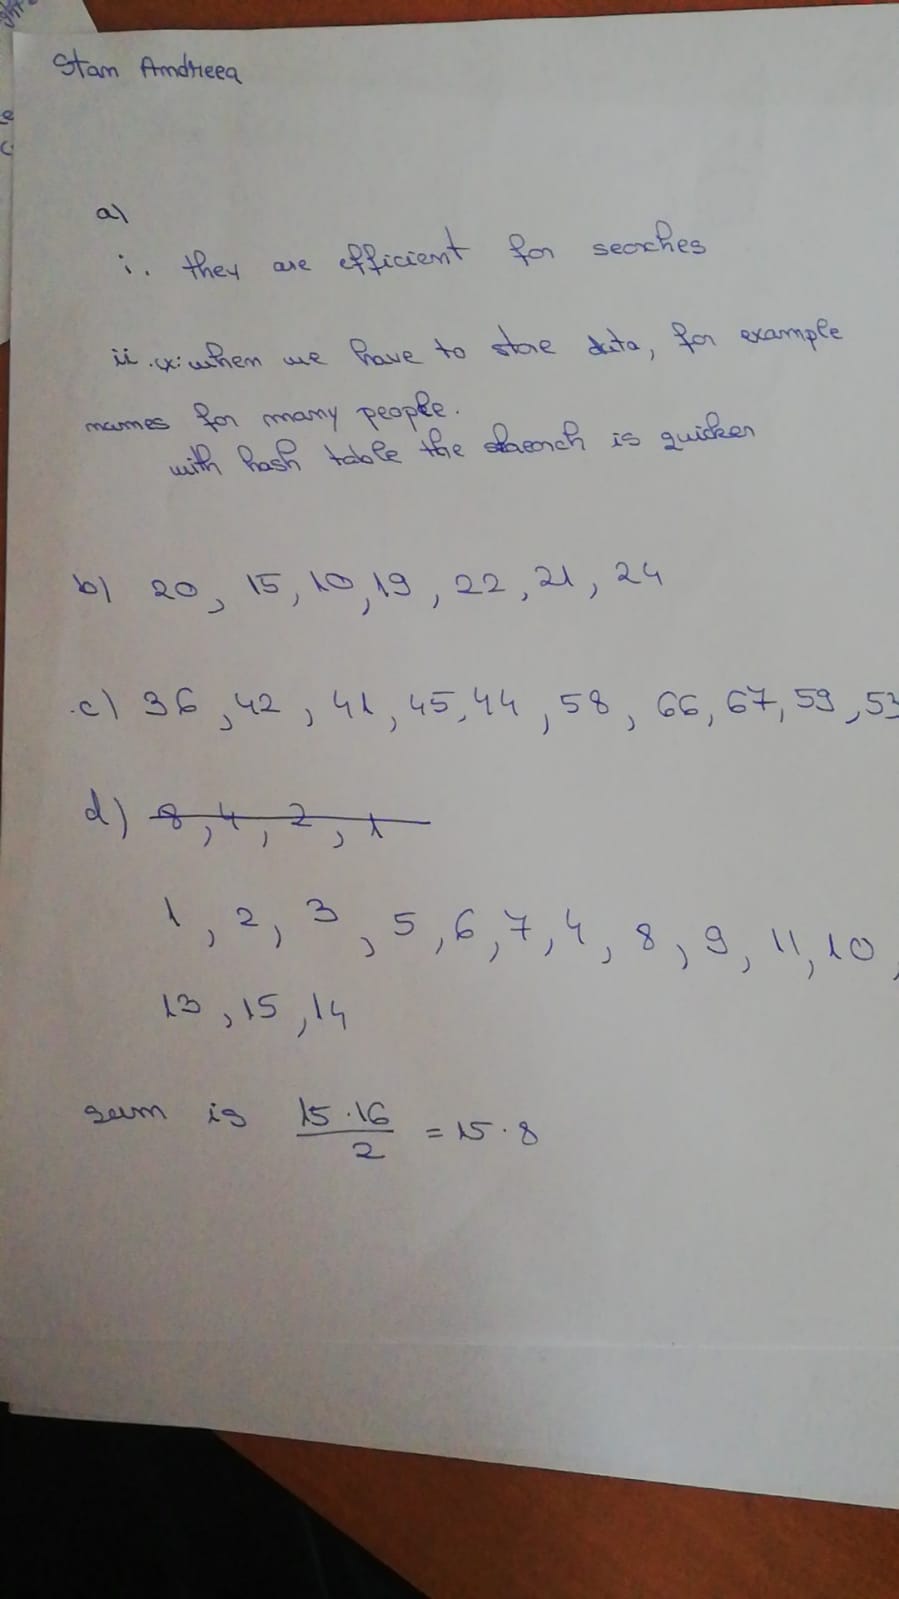 Stan Andreea
a)
i. they are efficient for searches
ii. ex: when we have to store data, for example
names for many people.
with hash table the search is quicker
b) 20, 15, 10, 19, 22, 21, 24
c) 36, 42, 41, 45, 44, 58, 66, 67, 59, 53
d) 8, 4, 2, 1
1, 2, 3, 5, 6, 7, 4, 8, 9, 11, 10,
13, 15, 14
sum is 15·16/2 = 15·8